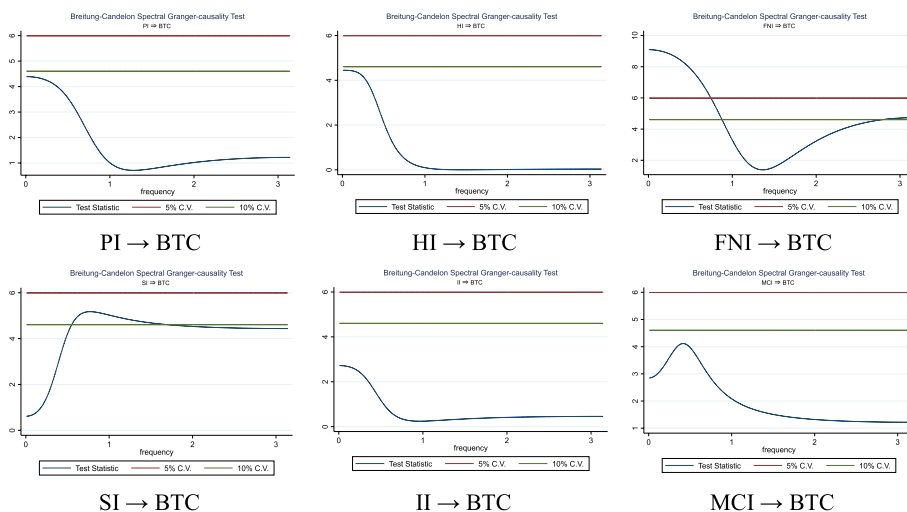 Breitung-Candelon Spectral Granger-causality Test
PI ⇒ BTC
6
5
4
3
2
1
0 1 2 3
frequency
Test Statistic 5% C.V. 10% C.V.
PI → BTC
Breitung-Candelon Spectral Granger-causality Test
HI ⇒ BTC
6
4
2
0
0 1 2 3
frequency
Test Statistic 5% C.V. 10% C.V.
HI → BTC
Breitung-Candelon Spectral Granger-causality Test
FNI ⇒ BTC
10
8
6
4
2
0 1 2 3
frequency
Test Statistic 5% C.V. 10% C.V.
FNI → BTC
Breitung-Candelon Spectral Granger-causality Test
SI ⇒ BTC
6
4
2
0
0 1 2 3
frequency
Test Statistic 5% C.V. 10% C.V.
SI → BTC
Breitung-Candelon Spectral Granger-causality Test
II ⇒ BTC
6
4
2
0
0 1 2 3
frequency
Test Statistic 5% C.V. 10% C.V.
II → BTC
Breitung-Candelon Spectral Granger-causality Test
MCI ⇒ BTC
6
5
4
3
2
1
0 1 2 3
frequency
Test Statistic 5% C.V. 10% C.V.
MCI → BTC